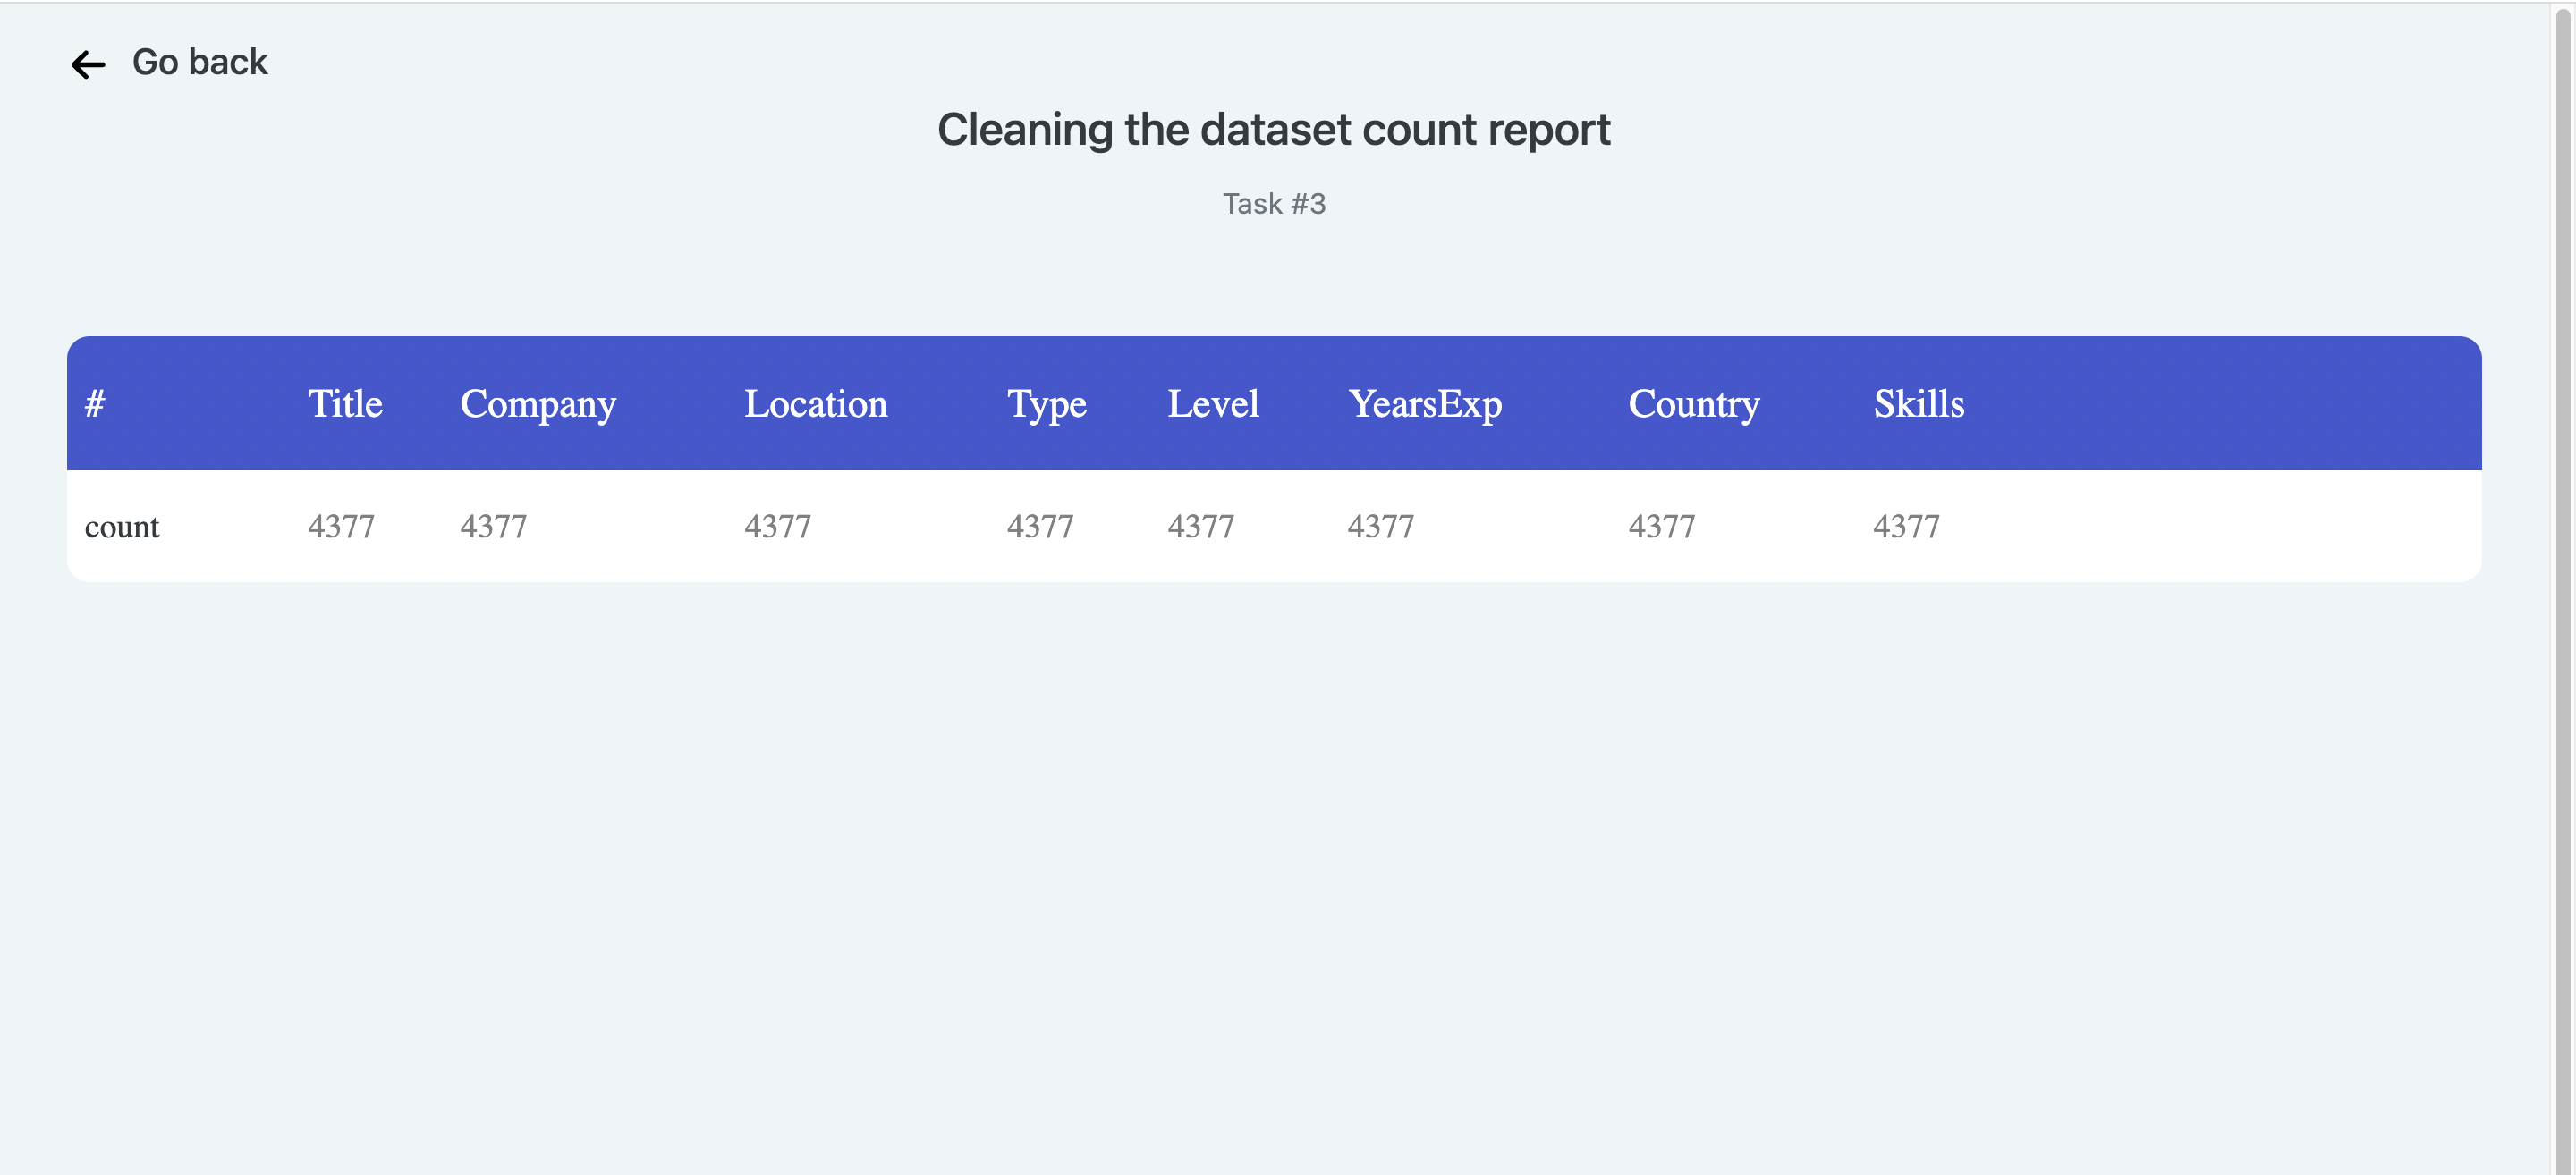 Go back
Cleaning the dataset count report
Task #3
# Title Company Location Type Level YearsExp Country Skills
count 4377 4377 4377 4377 4377 4377 4377 4377